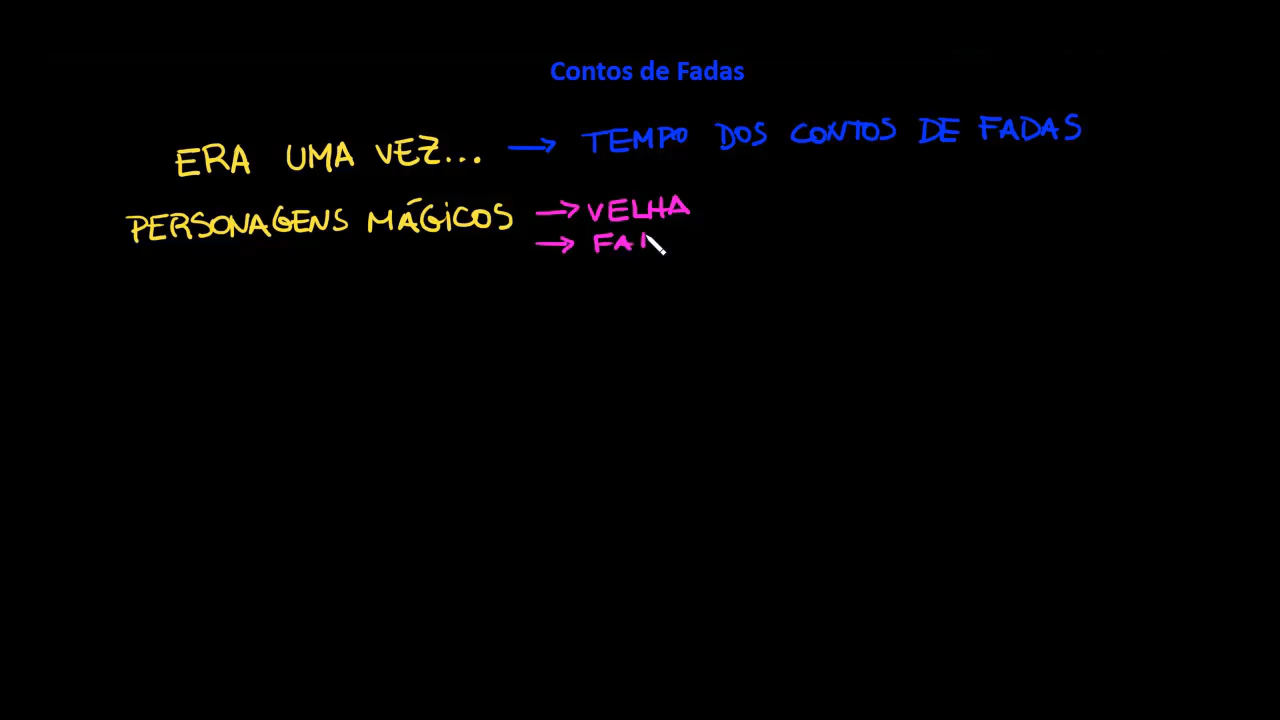 Contos de Fadas
ERA UMA VEZ... → TEMPO DOS CONTOS DE FADAS
PERSONAGENS MÁGICOS → VELHA
→ FA